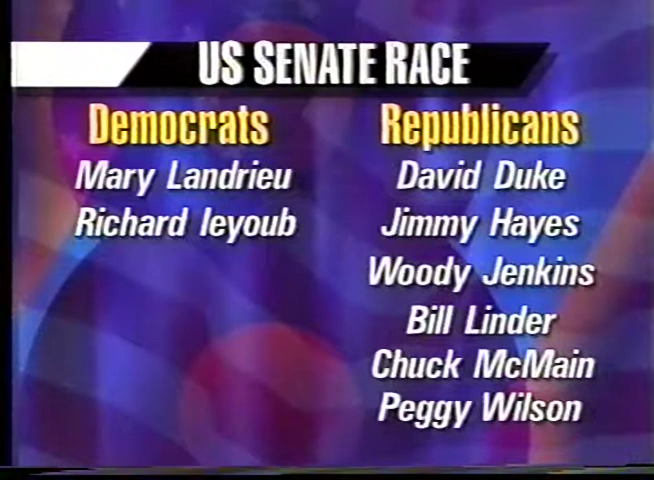 US SENATE RACE
Democrats
Mary Landrieu
Richard Ieyoub
Republicans
David Duke
Jimmy Hayes
Woody Jenkins
Bill Linder
Chuck McMain
Peggy Wilson